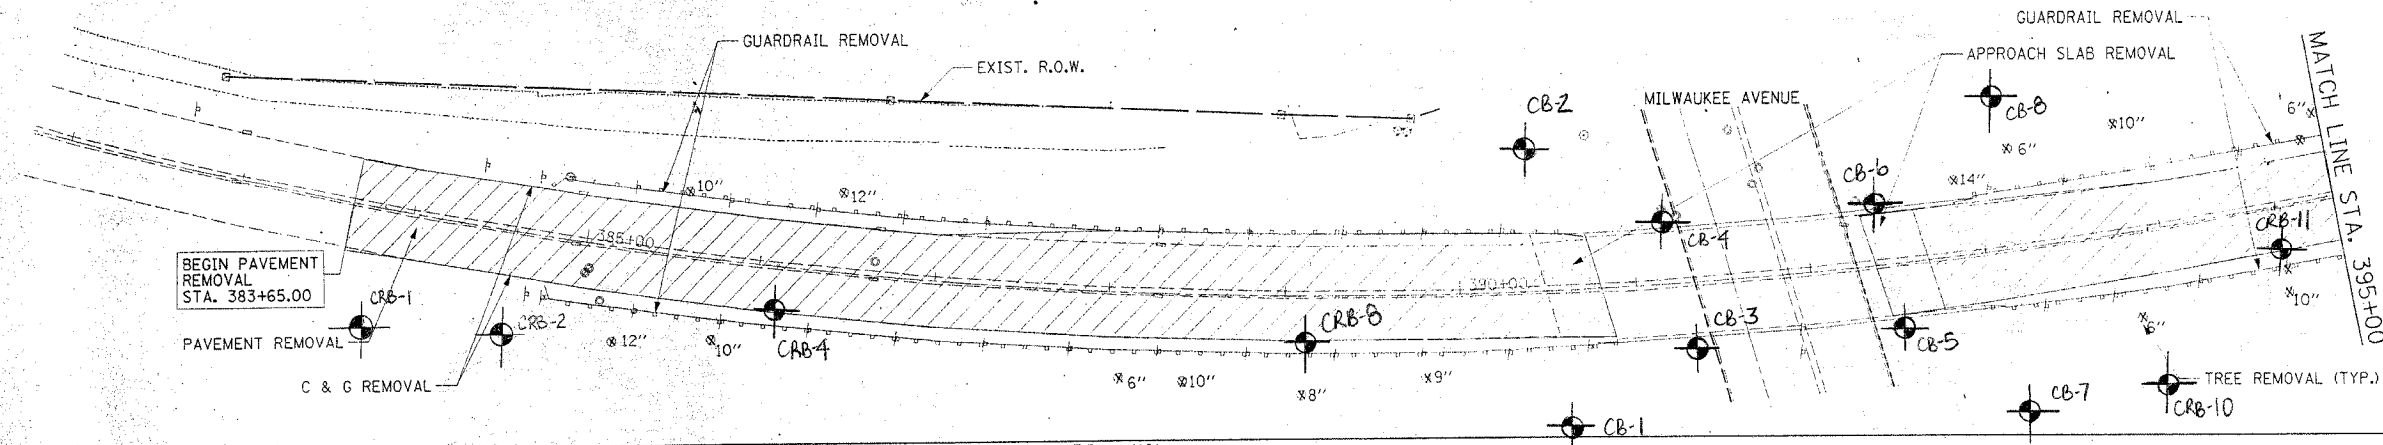 GUARDRAIL REMOVAL
GUARDRAIL REMOVAL
EXIST. R.O.W.
APPROACH SLAB REMOVAL
MILWAUKEE AVENUE
CB-2
CB-8
6"
10"
6"
MATCH LINE STA. 395+00
10"
12"
CB-6
14"
CB-4
CRB-11
385+00
390+00
BEGIN PAVEMENT
REMOVAL
STA. 383+65.00
CRB-1
CRB-2
PAVEMENT REMOVAL
12"
10"
CRB-4
CRB-8
CB-3
CB-5
10"
6"
C & G REMOVAL
6"
10"
8"
9"
TREE REMOVAL (TYP.)
CB-7
CRB-10
CB-1